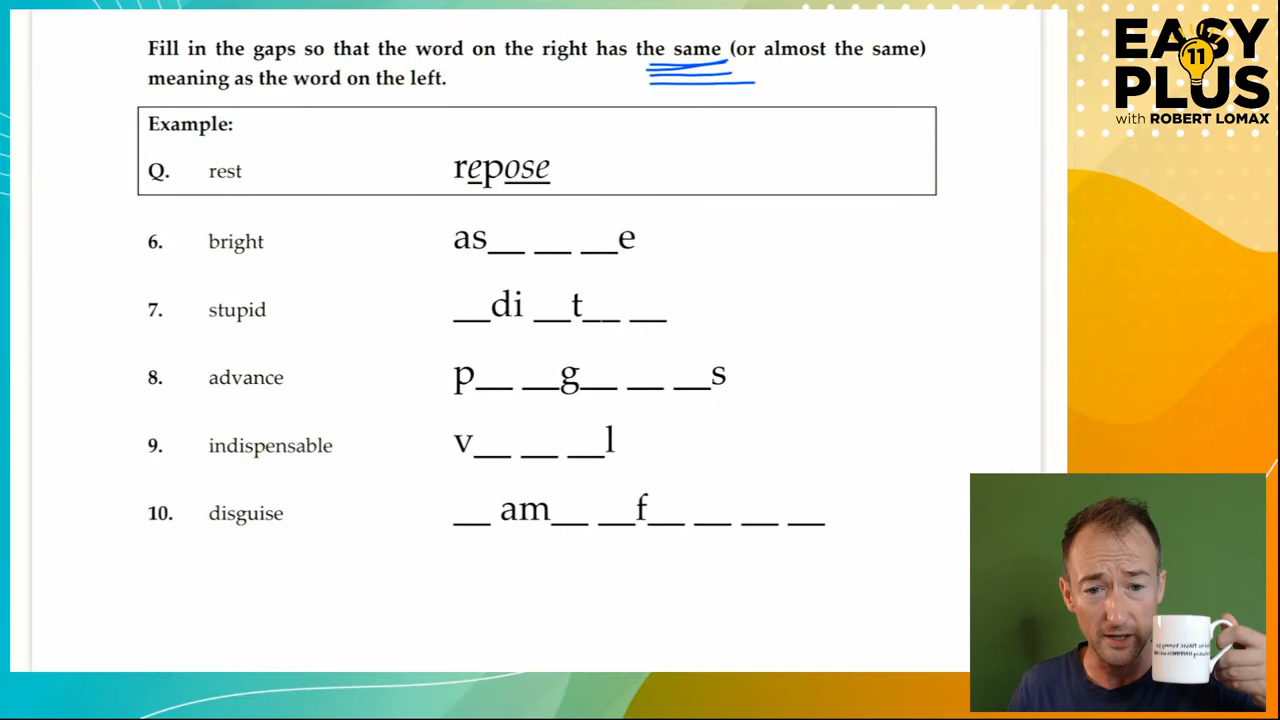 Fill in the gaps so that the word on the right has the same (or almost the same)
meaning as the word on the left.
Example:
Q. rest repose
6. bright as__ __ __e
7. stupid __di __t__ __
8. advance p__ __g__ __ __s
9. indispensable v__ __ __l
10. disguise __ am__ __f__ __ __ __
EASY
11
PLUS
with ROBERT LOMAX